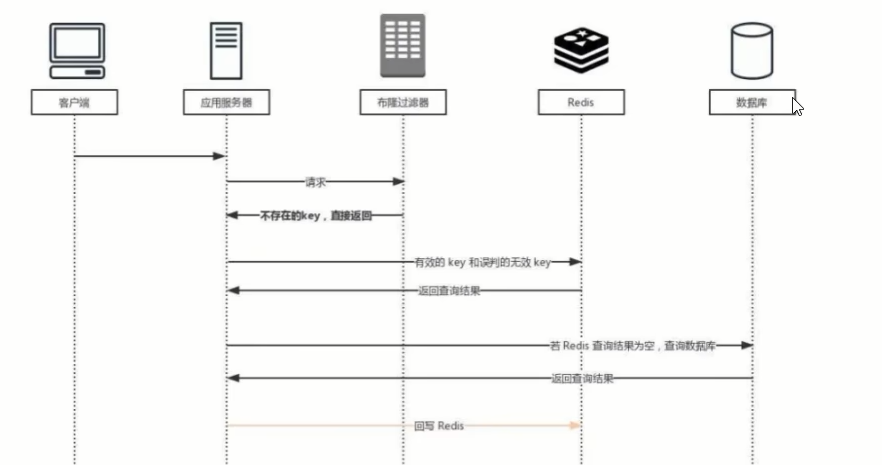 客户端
应用服务器
布隆过滤器
Redis
数据库
请求
不存在的key，直接返回
有效的 key 和误判的无效 key
返回查询结果
若 Redis 查询结果为空，查询数据库
返回查询结果
回写 Redis